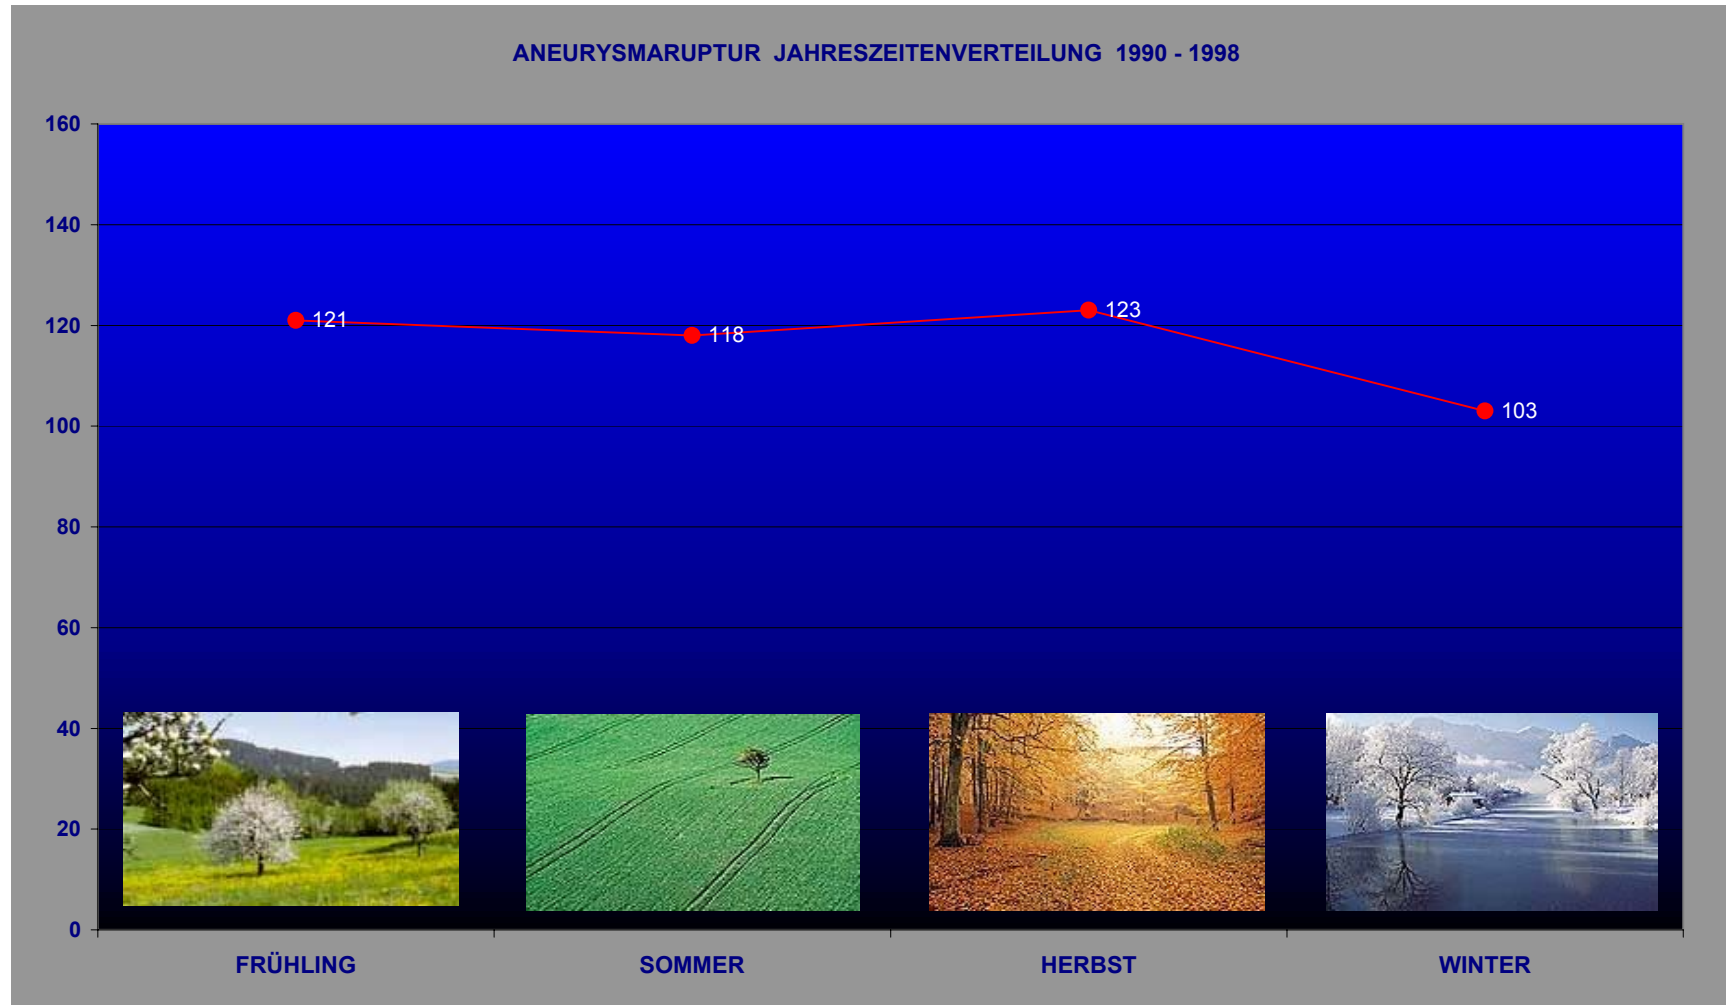 ANEURYSMARUPTUR JAHRESZEITENVERTEILUNG 1990 - 1998
160
140
120
100
80
60
40
20
0
121
118
123
103
FRÜHLING
SOMMER
HERBST
WINTER